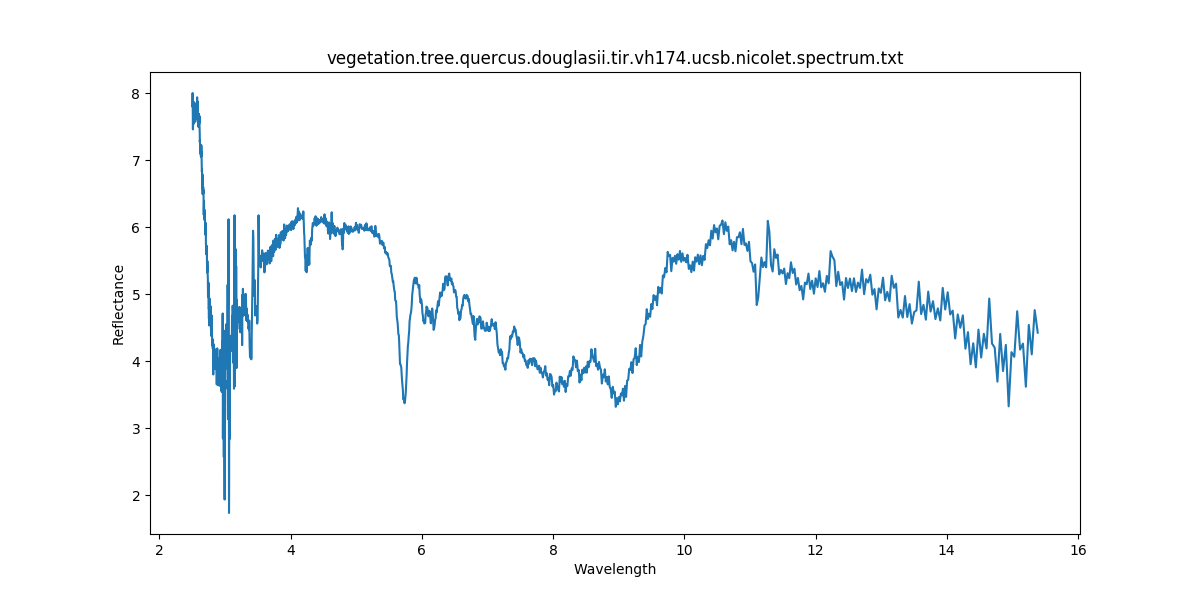 vegetation.tree.quercus.douglasii.tir.vh174.ucsb.nicolet.spectrum.txt
8
7
6
5
4
3
2
Reflectance
2 4 6 8 10 12 14 16
Wavelength